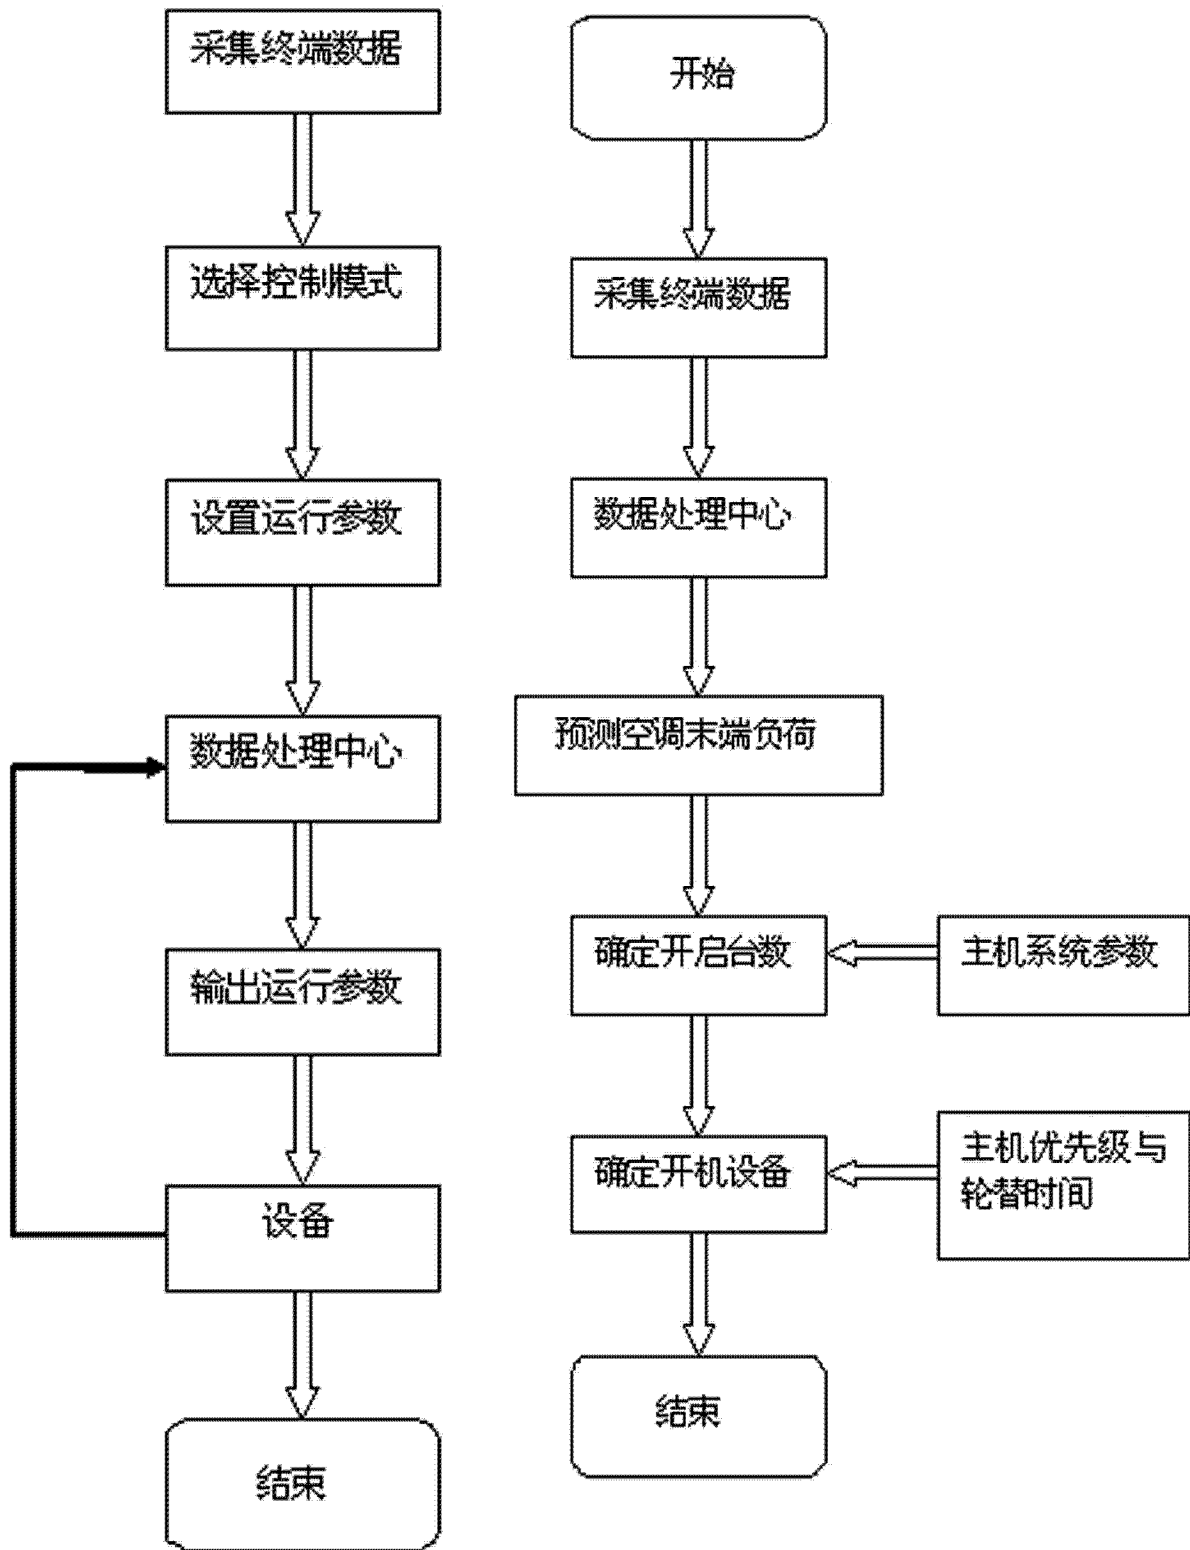 采集终端数据
选择控制模式
设置运行参数
数据处理中心
输出运行参数
设备
结束
开始
采集终端数据
数据处理中心
预测空调末端负荷
确定开启台数
主机系统参数
确定开机设备
主机优先级与
轮替时间
结束